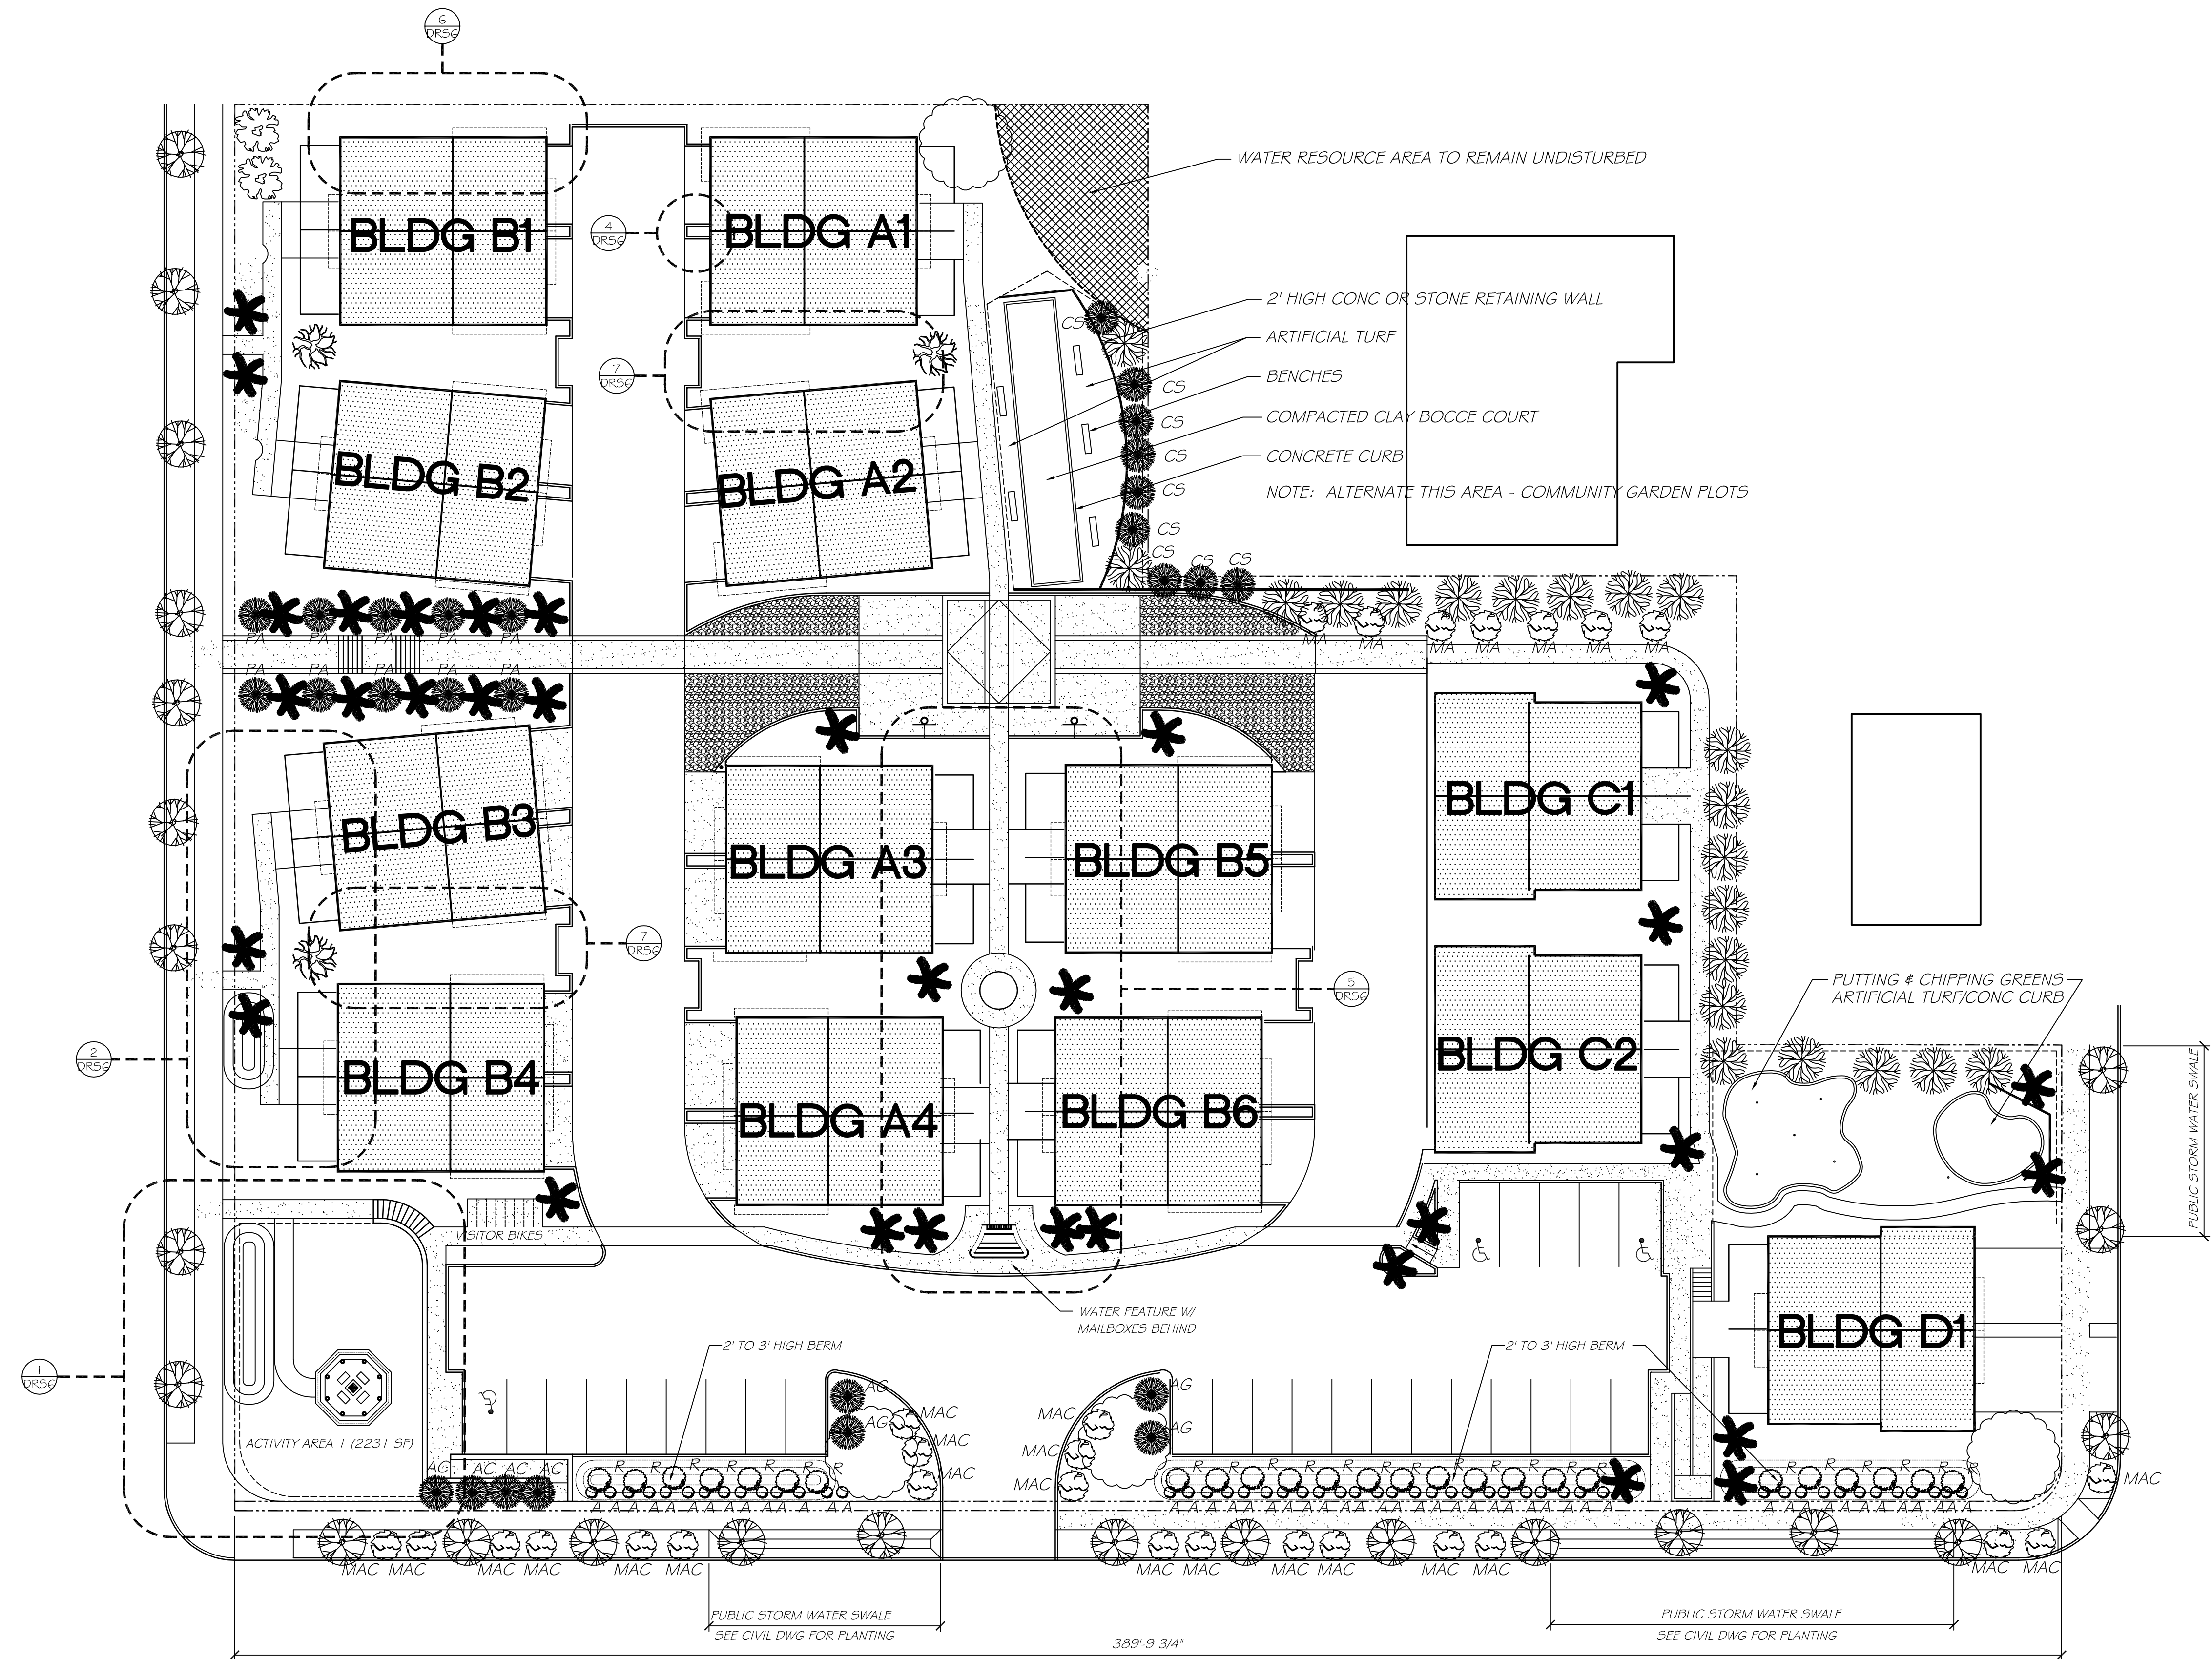 6
DRS6
WATER RESOURCE AREA TO REMAIN UNDISTURBED
BLDG B1
4
DRS6
BLDG A1
2' HIGH CONC OR STONE RETAINING WALL
CS
ARTIFICIAL TURF
7
DRS6
BENCHES
CS
COMPACTED CLAY BOCCE COURT
CS
CONCRETE CURB
CS
BLDG B2
BLDG A2
CS
NOTE: ALTERNATE THIS AREA - COMMUNITY GARDEN PLOTS
CS
CS CS CS
PA PA PA PA PA
MA MA MA MA MA MA MA
PA PA PA PA PA
BLDG B3
BLDG A3
BLDG B5
BLDG C1
7
DRS6
5
DRS6
PUTTING & CHIPPING GREENS
ARTIFICIAL TURF/CONC CURB
2
DRS6
BLDG B4
BLDG A4
BLDG B6
BLDG C2
PUBLIC STORM WATER SWALE
VISITOR BIKES
WATER FEATURE W/
MAILBOXES BEHIND
BLDG D1
2' TO 3' HIGH BERM
2' TO 3' HIGH BERM
1
DRS6
AG
MAC
AG
MAC
MAC
MAC
AG
MAC
AG
MAC
ACTIVITY AREA 1 (2231 SF)
AC AC AC AC
R R R R R R R
R R R R R R R R R R R R
R R R R R R
MAC
A A A A A A A A A A A A A A
A A A A A A A A A A A A A A A A A A A A A A A A
A A A A A A A A A A A A
MAC MAC MAC MAC MAC MAC
MAC MAC MAC MAC MAC MAC MAC MAC
PUBLIC STORM WATER SWALE
SEE CIVIL DWG FOR PLANTING
PUBLIC STORM WATER SWALE
SEE CIVIL DWG FOR PLANTING
389'-9 3/4"